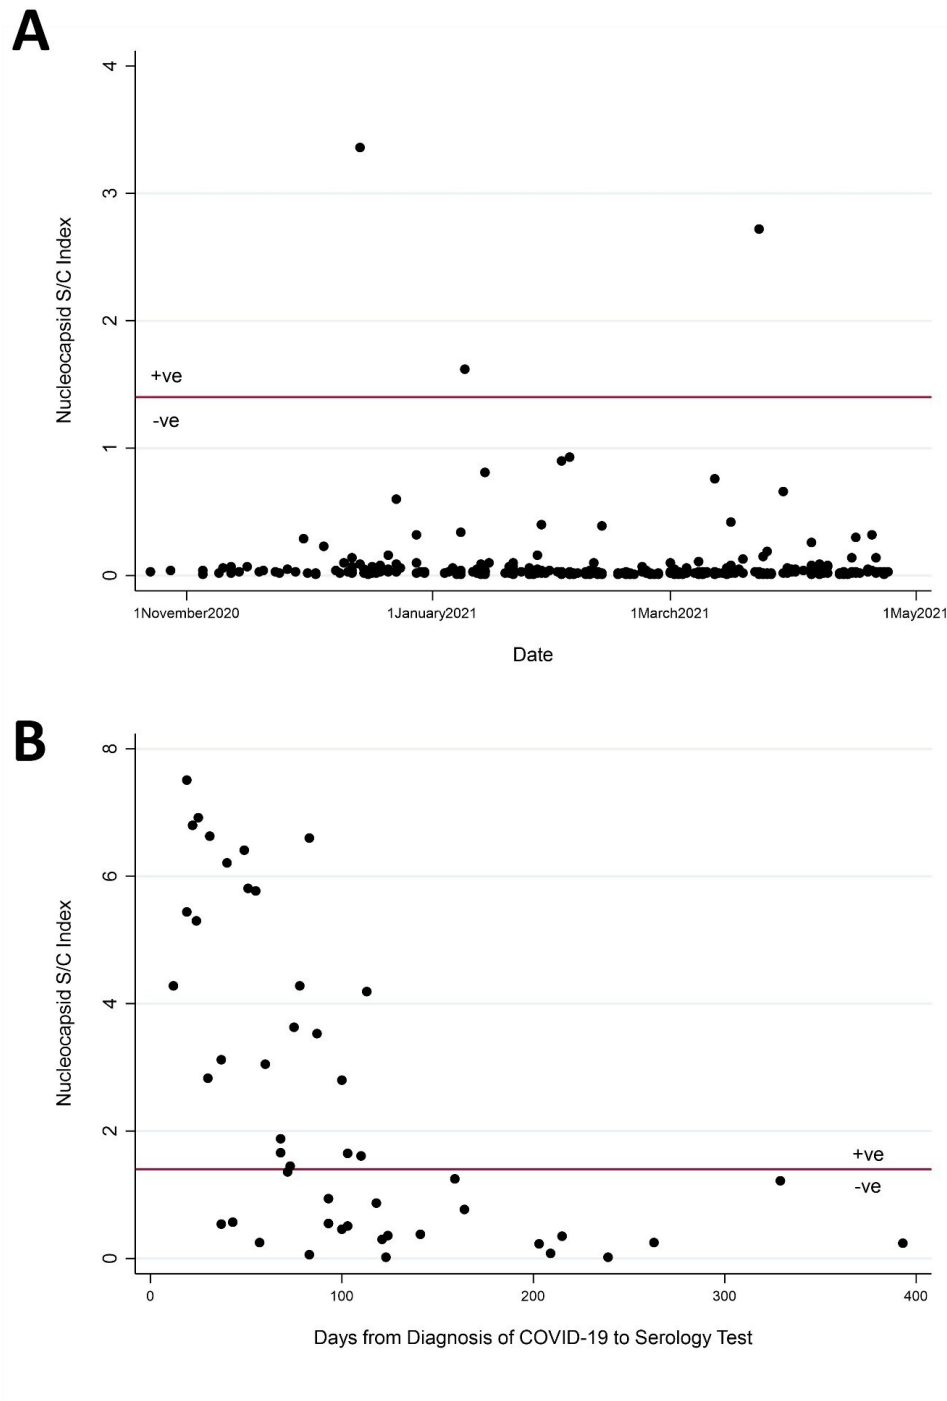 A
4
3
2
1
0
Nucleocapsid S/C Index
+ve
-ve
1November2020
1January2021
1March2021
1May2021
Date
B
8
6
4
2
0
Nucleocapsid S/C Index
+ve
-ve
0
100
200
300
400
Days from Diagnosis of COVID-19 to Serology Test